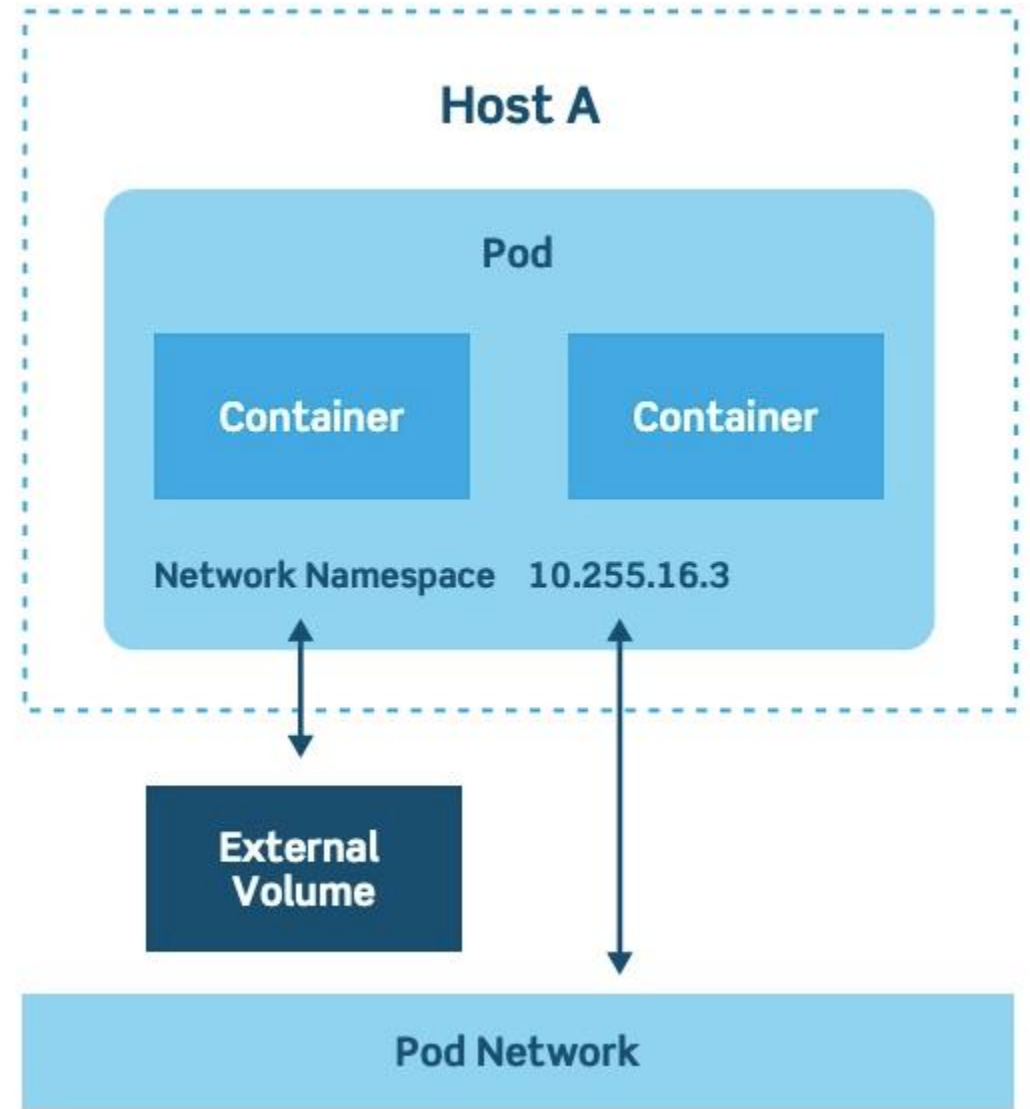 Host A
Pod
Container
Container
Network Namespace 10.255.16.3
External
Volume
Pod Network